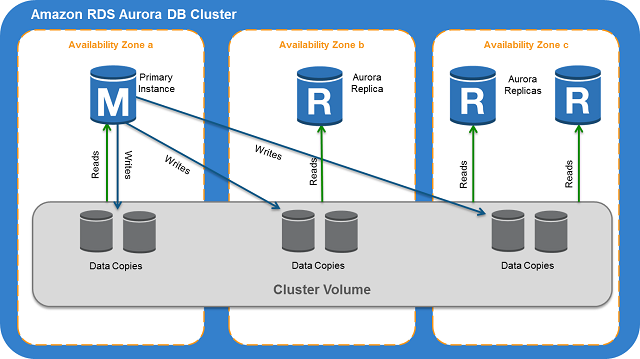 Amazon RDS Aurora DB Cluster
Availability Zone a
Availability Zone b
Availability Zone c
M
Primary
Instance
R
Aurora
Replica
R
Aurora
Replicas
R
Reads
Writes
Writes
Writes
Reads
Reads
Reads
Data Copies
Data Copies
Data Copies
Cluster Volume